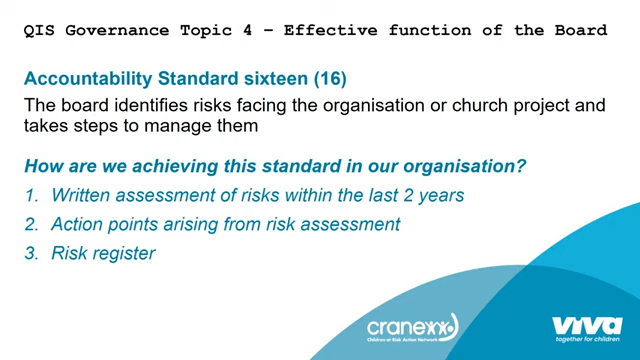 QIS Governance Topic 4 – Effective function of the Board
Accountability Standard sixteen (16)
The board identifies risks facing the organisation or church project and
takes steps to manage them
How are we achieving this standard in our organisation?
1. Written assessment of risks within the last 2 years
2. Action points arising from risk assessment
3. Risk register
crane
Children at Risk Action Network
viva
together for children